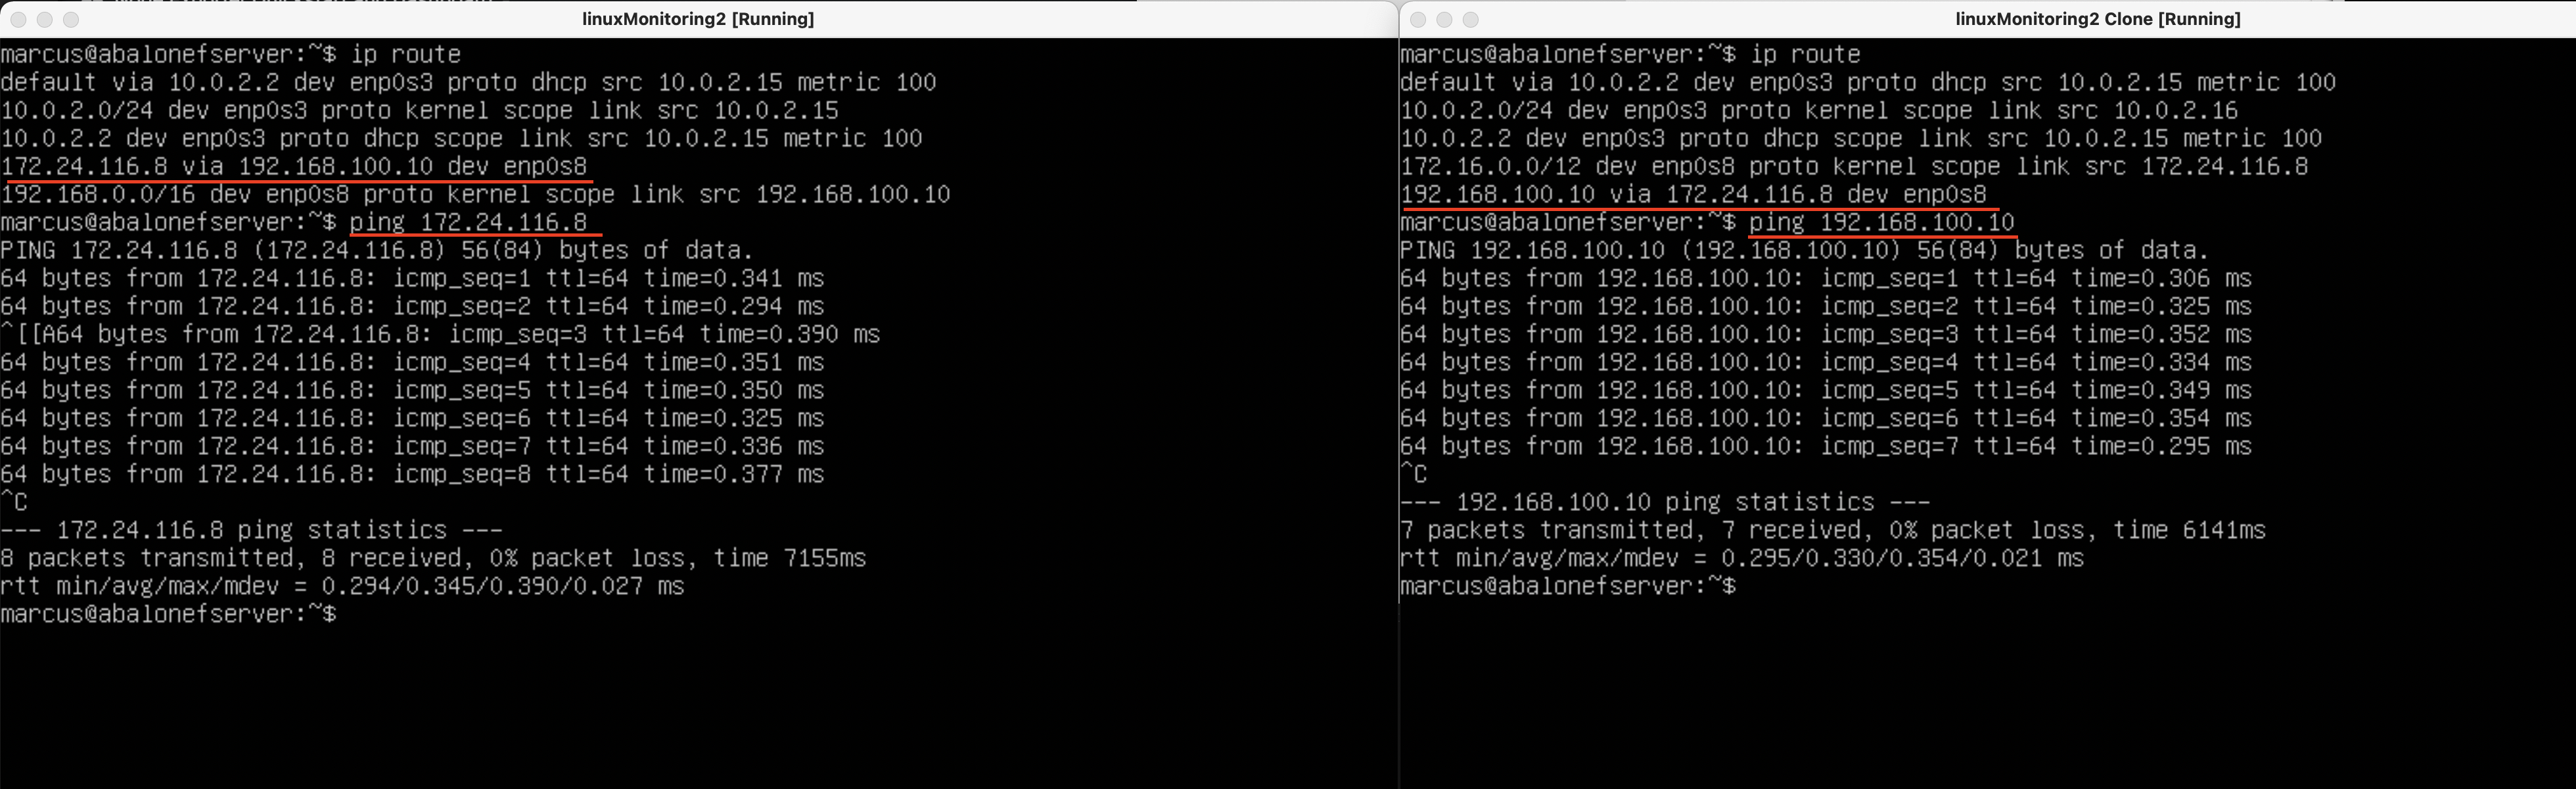 linuxMonitoring2 [Running]
marcus@abalonefserver:~$ ip route
default via 10.0.2.2 dev enp0s3 proto dhcp src 10.0.2.15 metric 100
10.0.2.0/24 dev enp0s3 proto kernel scope link src 10.0.2.15
10.0.2.2 dev enp0s3 proto dhcp scope link src 10.0.2.15 metric 100
172.24.116.8 via 192.168.100.10 dev enp0s8
192.168.0.0/16 dev enp0s8 proto kernel scope link src 192.168.100.10
marcus@abalonefserver:~$ ping 172.24.116.8
PING 172.24.116.8 (172.24.116.8) 56(84) bytes of data.
64 bytes from 172.24.116.8: icmp_seq=1 ttl=64 time=0.341 ms
64 bytes from 172.24.116.8: icmp_seq=2 ttl=64 time=0.294 ms
^[[A64 bytes from 172.24.116.8: icmp_seq=3 ttl=64 time=0.390 ms
64 bytes from 172.24.116.8: icmp_seq=4 ttl=64 time=0.351 ms
64 bytes from 172.24.116.8: icmp_seq=5 ttl=64 time=0.350 ms
64 bytes from 172.24.116.8: icmp_seq=6 ttl=64 time=0.325 ms
64 bytes from 172.24.116.8: icmp_seq=7 ttl=64 time=0.336 ms
64 bytes from 172.24.116.8: icmp_seq=8 ttl=64 time=0.377 ms
^C
--- 172.24.116.8 ping statistics ---
8 packets transmitted, 8 received, 0% packet loss, time 7155ms
rtt min/avg/max/mdev = 0.294/0.345/0.390/0.027 ms
marcus@abalonefserver:~$
linuxMonitoring2 Clone [Running]
marcus@abalonefserver:~$ ip route
default via 10.0.2.2 dev enp0s3 proto dhcp src 10.0.2.15 metric 100
10.0.2.0/24 dev enp0s3 proto kernel scope link src 10.0.2.16
10.0.2.2 dev enp0s3 proto dhcp scope link src 10.0.2.15 metric 100
172.16.0.0/12 dev enp0s8 proto kernel scope link src 172.24.116.8
192.168.100.10 via 172.24.116.8 dev enp0s8
marcus@abalonefserver:~$ ping 192.168.100.10
PING 192.168.100.10 (192.168.100.10) 56(84) bytes of data.
64 bytes from 192.168.100.10: icmp_seq=1 ttl=64 time=0.306 ms
64 bytes from 192.168.100.10: icmp_seq=2 ttl=64 time=0.325 ms
64 bytes from 192.168.100.10: icmp_seq=3 ttl=64 time=0.352 ms
64 bytes from 192.168.100.10: icmp_seq=4 ttl=64 time=0.334 ms
64 bytes from 192.168.100.10: icmp_seq=5 ttl=64 time=0.349 ms
64 bytes from 192.168.100.10: icmp_seq=6 ttl=64 time=0.354 ms
64 bytes from 192.168.100.10: icmp_seq=7 ttl=64 time=0.295 ms
^C
--- 192.168.100.10 ping statistics ---
7 packets transmitted, 7 received, 0% packet loss, time 6141ms
rtt min/avg/max/mdev = 0.295/0.330/0.354/0.021 ms
marcus@abalonefserver:~$